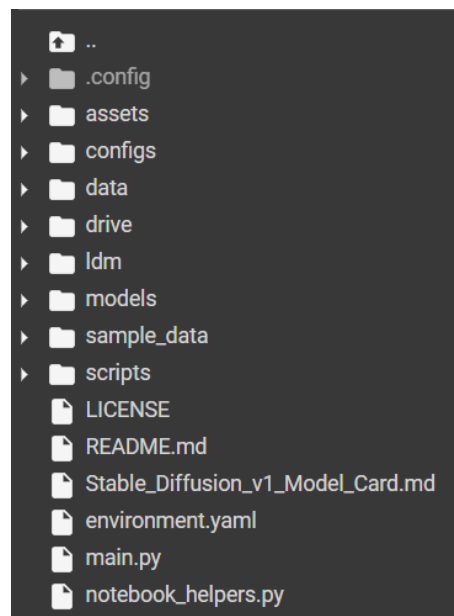 ..
.config
assets
configs
data
drive
ldm
models
sample_data
scripts
LICENSE
README.md
Stable_Diffusion_v1_Model_Card.md
environment.yaml
main.py
notebook_helpers.py